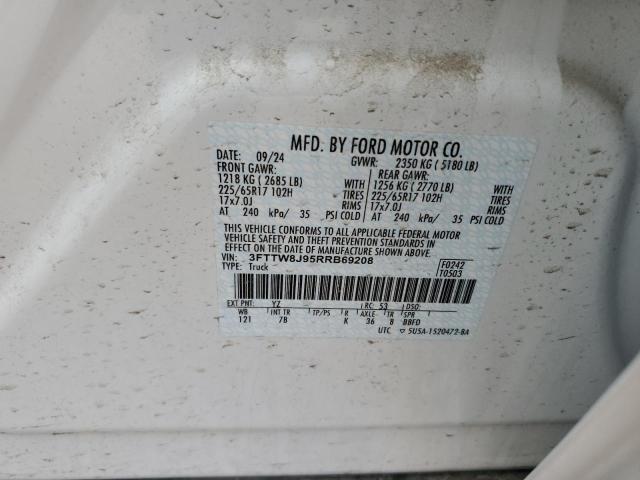 MFD. BY FORD MOTOR CO.
DATE: 09/24 GVWR: 2350 KG ( 5180 LB)
FRONT GAWR: REAR GAWR:
1218 KG ( 2685 LB) WITH 1256 KG ( 2770 LB) WITH
225/65R17 102H TIRES 225/65R17 102H TIRES
17x7.0J RIMS 17x7.0J RIMS
AT 240 kPa/ 35 PSI COLD AT 240 kPa/ 35 PSI COLD
THIS VEHICLE CONFORMS TO ALL APPLICABLE FEDERAL MOTOR
VEHICLE SAFETY AND BUMPER STANDARDS IN
EFFECT ON THE DATE OF MANUFACTURE SHOWN ABOVE.
VIN: 3FTTW8J95RRB69208 F0242
TYPE: Truck T0503
EXT PNT: YZ RC: 53 DSO:
WB INT TR TP/PS R AXLE TR SPR
121 7B K 36 8 BBFD
UTC 5U5A-1520472-BA